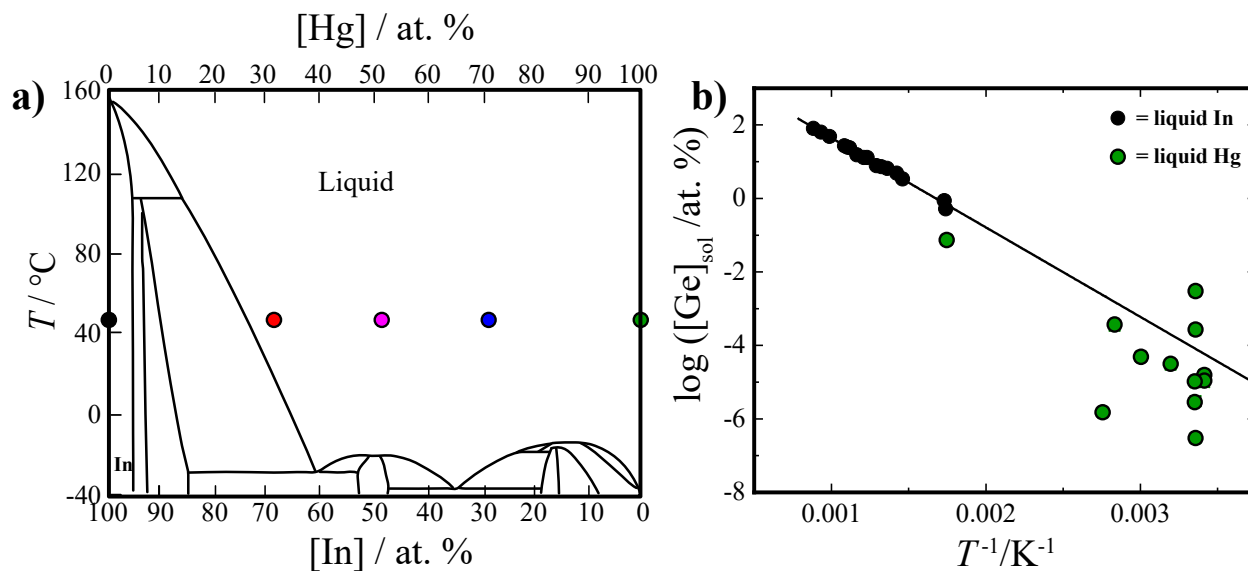 [Hg] / at. %
0 10 20 30 40 50 60 70 80 90 100
a)
160
120
80
40
0
-40
T / °C
Liquid
In
100 90 80 70 60 50 40 30 20 10 0
[In] / at. %
b)
= liquid In
= liquid Hg
2
0
-2
-4
-6
-8
log ([Ge]sol /at. %)
0.001 0.002 0.003
T-1/K-1